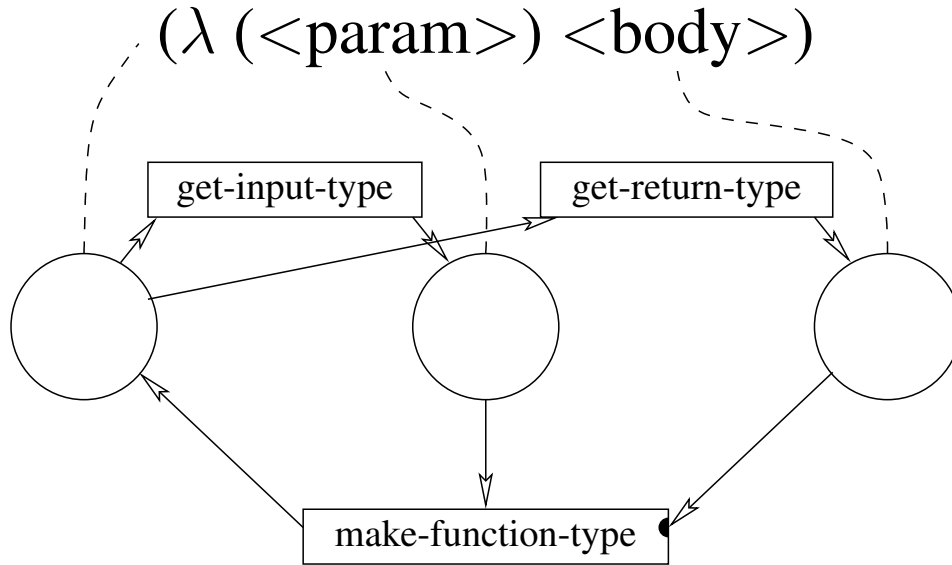 (λ (<param>) <body>)
get-input-type
get-return-type
make-function-type